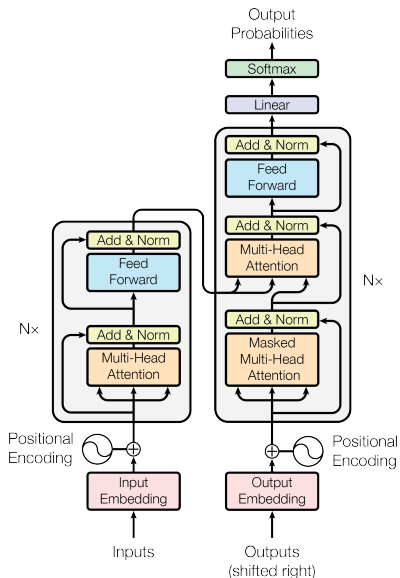 Output
Probabilities
Softmax
Linear
Add & Norm
Feed
Forward
Add & Norm
Multi-Head
Attention
Add & Norm
Masked
Multi-Head
Attention
Nx
Add & Norm
Feed
Forward
Add & Norm
Multi-Head
Attention
Nx
Positional
Encoding
Positional
Encoding
Input
Embedding
Output
Embedding
Inputs
Outputs
(shifted right)